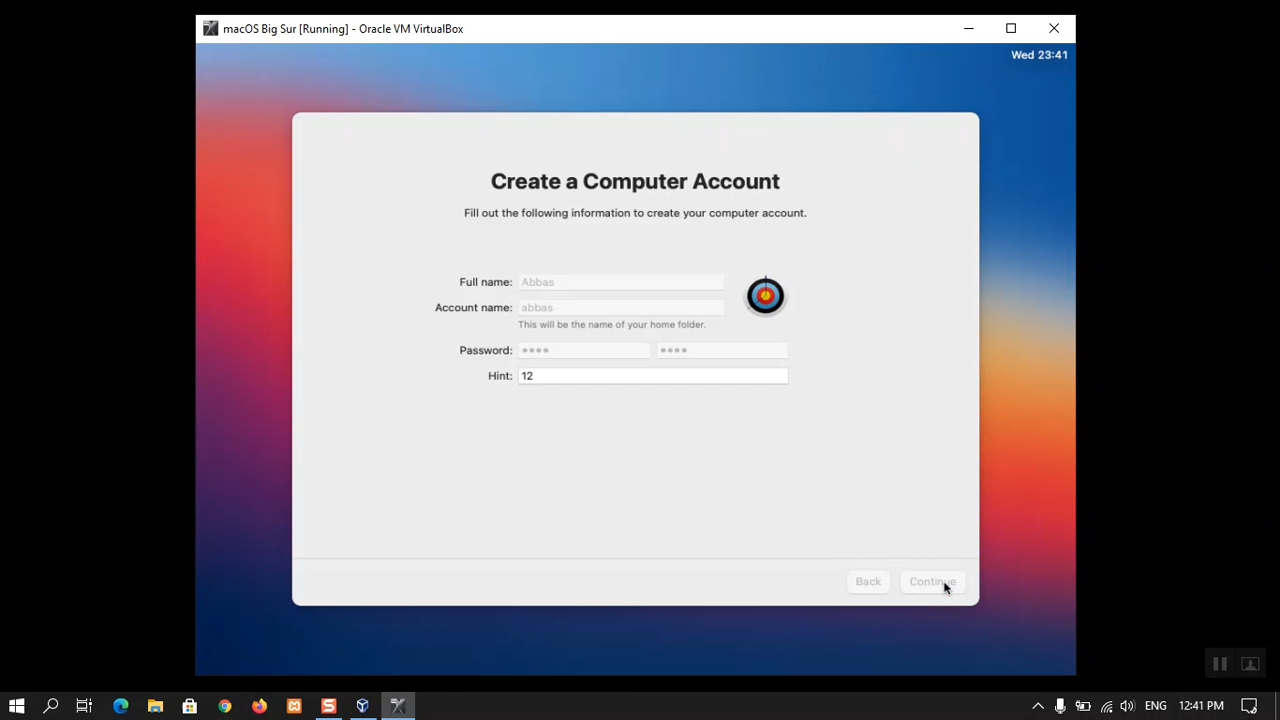 macOS Big Sur [Running] - Oracle VM VirtualBox
Wed 23:41
Create a Computer Account
Fill out the following information to create your computer account.
Full name: Abbas
Account name: abbas
This will be the name of your home folder.
Password: •••• ••••
Hint: 12
Back Continue
ENG 12:41 PM